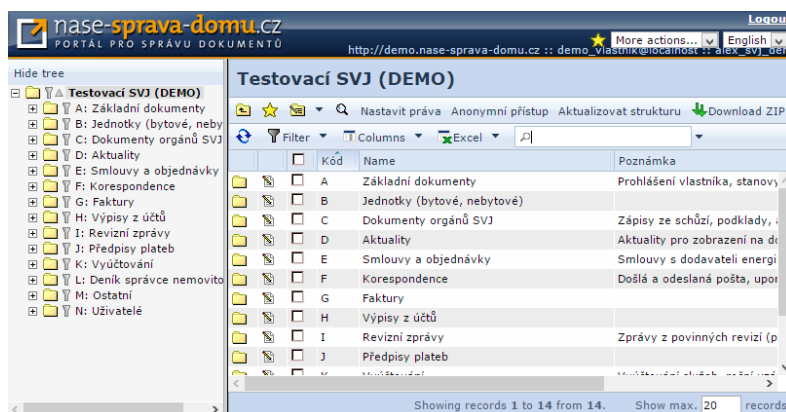 nase-sprava-domu.cz
PORTÁL PRO SPRÁVU DOKUMENTŮ
Logou
More actions... English
http://demo.nase-sprava-domu.cz :: demo_vlastnik@localhost :: alex_svj_de
Hide tree
Testovací SVJ (DEMO)
A: Základní dokumenty
B: Jednotky (bytové, neby
C: Dokumenty orgánů SVJ
D: Aktuality
E: Smlouvy a objednávky
F: Korespondence
G: Faktury
H: Výpisy z účtů
I: Revizní zprávy
J: Předpisy plateb
K: Vyúčtování
L: Deník správce nemovito
M: Ostatní
N: Uživatelé
Testovací SVJ (DEMO)
Nastavit práva Anonymní přístup Aktualizovat strukturu Download ZIP
Filter Columns Excel
Kód Name Poznámka
A Základní dokumenty Prohlášení vlastníka, stanovy
B Jednotky (bytové, nebytové)
C Dokumenty orgánů SVJ Zápisy ze schůzí, podklady,
D Aktuality Aktuality pro zobrazení na do
E Smlouvy a objednávky Smlouvy s dodavateli energi
F Korespondence Došlá a odeslaná pošta, upor
G Faktury
H Výpisy z účtů
I Revizní zprávy Zprávy z povinných revizí (p
J Předpisy plateb
K Vyúčtování
Showing records 1 to 14 from 14. Show max. 20 records